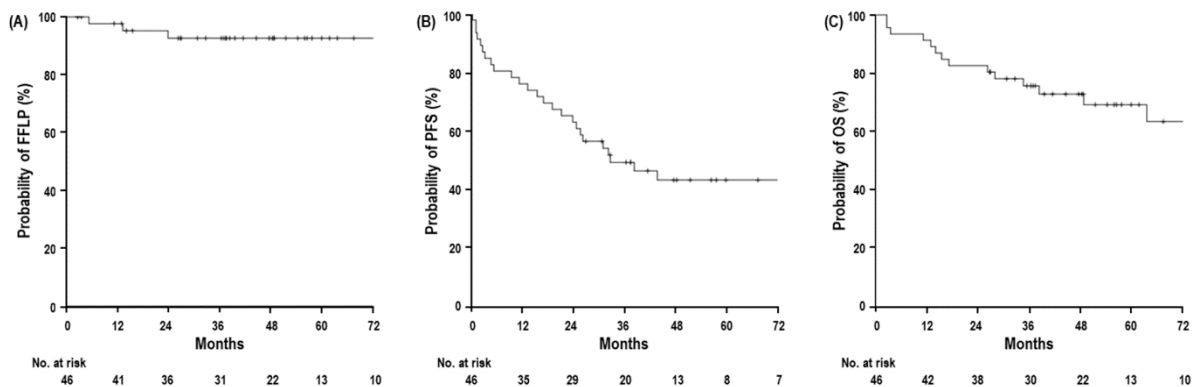 (A)
Probability of FFLP (%)
100
80
60
40
20
0
0 12 24 36 48 60 72
Months
No. at risk
46 41 36 31 22 13 10
(B)
Probability of PFS (%)
100
80
60
40
20
0
0 12 24 36 48 60 72
Months
No. at risk
46 35 29 20 13 8 7
(C)
Probability of OS (%)
100
80
60
40
20
0
0 12 24 36 48 60 72
Months
No. at risk
46 42 38 30 22 13 10